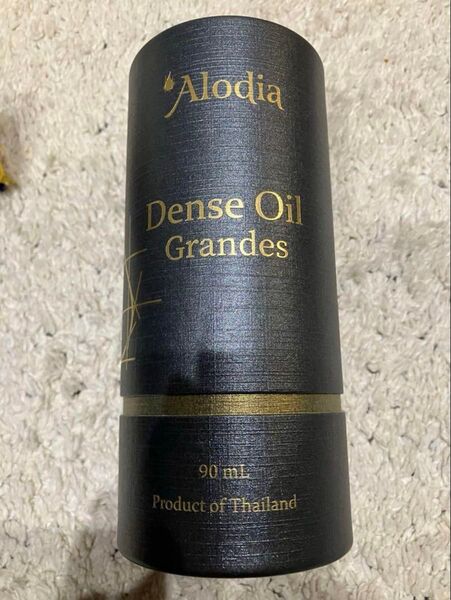 Alodia
Dense Oil
Grandes
90 mL
Product of Thailand